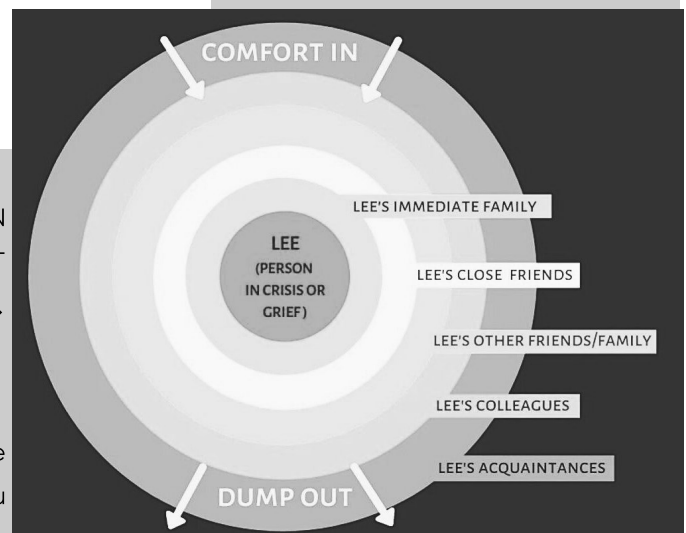 COMFORT IN
LEE'S IMMEDIATE FAMILY
LEE
(PERSON
IN CRISIS OR
GRIEF)
LEE'S CLOSE FRIENDS
LEE'S OTHER FRIENDS/FAMILY
LEE'S COLLEAGUES
LEE'S ACQUAINTANCES
DUMP OUT